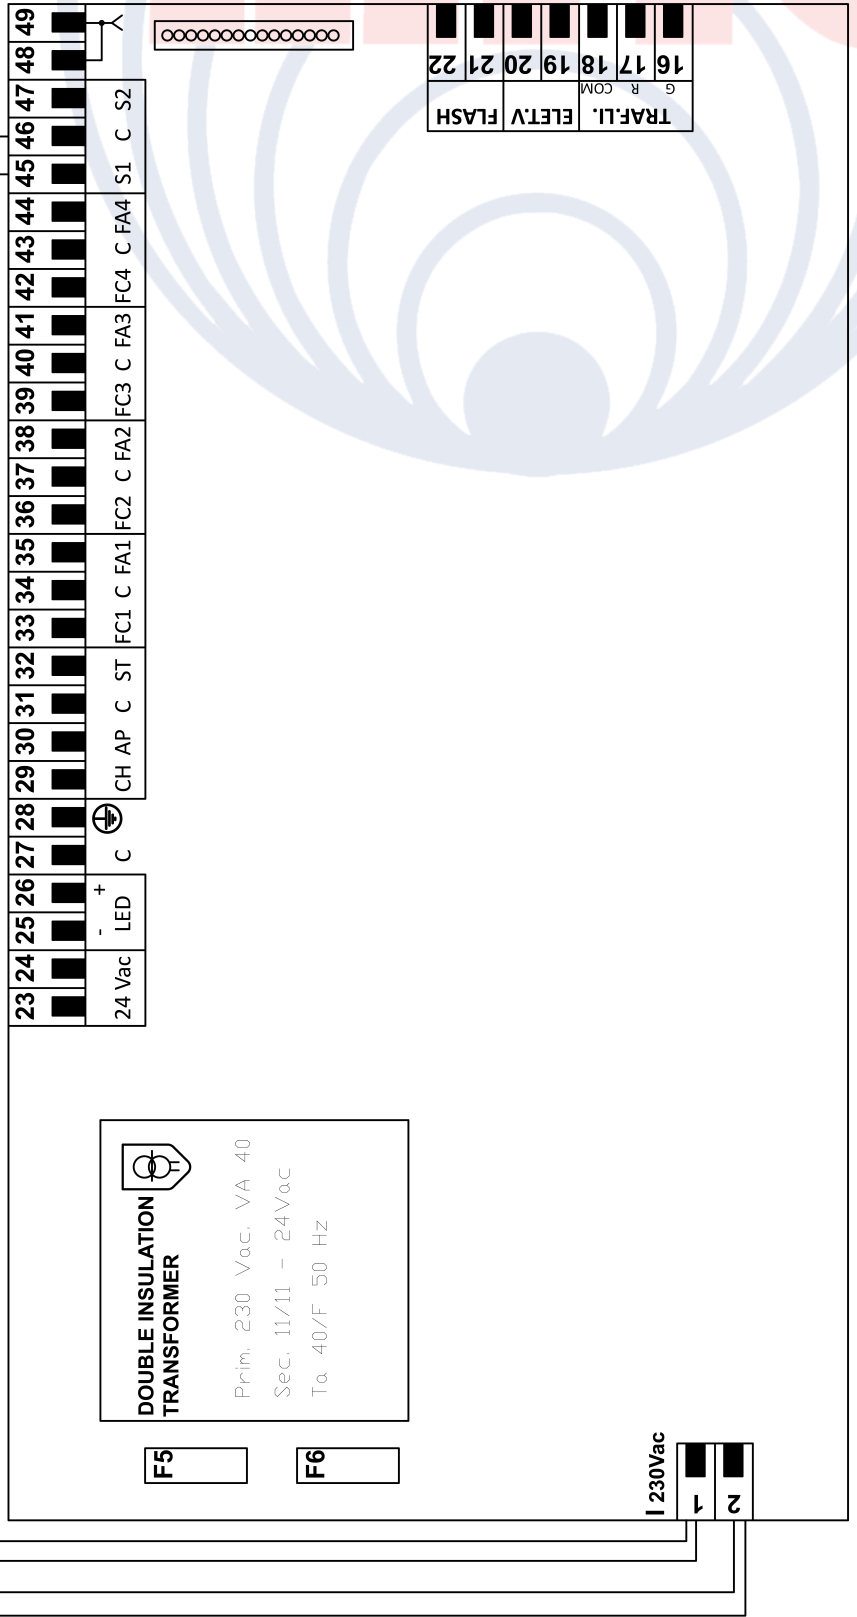 49
48
47 S2
46 C
45 S1
44 FA4
43 C
42 FC4
41 FA3
40 C
39 FC3
38 FA2
37 C
36 FC2
35 FA1
34 C
33 FC1
32 ST
31 C
30 AP
29 CH
28
27 C
26 +
LED
25 -
24
24 Vac
23
22 21 20 19 18 17 16
COM R G
FLASH ELET.V TRAF.LI.
DOUBLE INSULATION
TRANSFORMER
Prim. 230 Vac. VA 40
Sec. 11/11 - 24Vac
Ta 40/F 50 Hz
F5
F6
I 230Vac
1
2